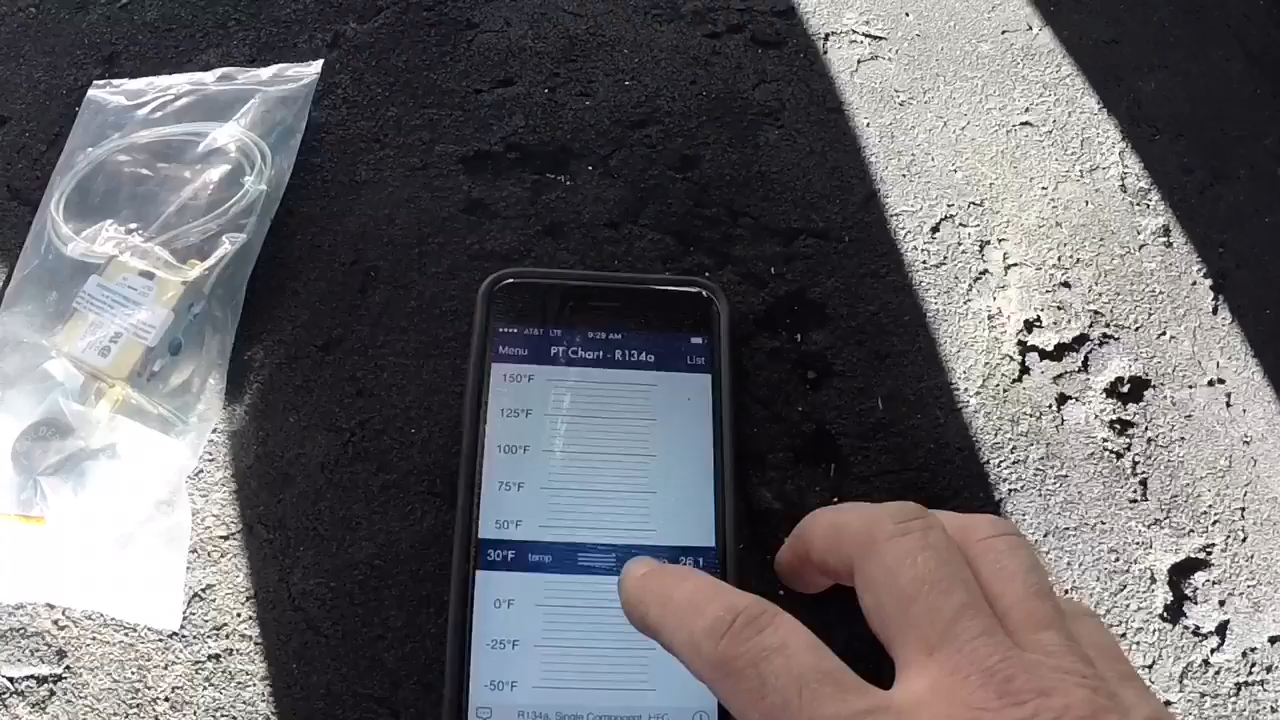 AT&T LTE 9:29 AM
Menu PT Chart - R134a List
150°F
125°F
100°F
75°F
50°F
30°F temp 26.1
0°F
-25°F
-50°F
R134a, Single Component, HFC